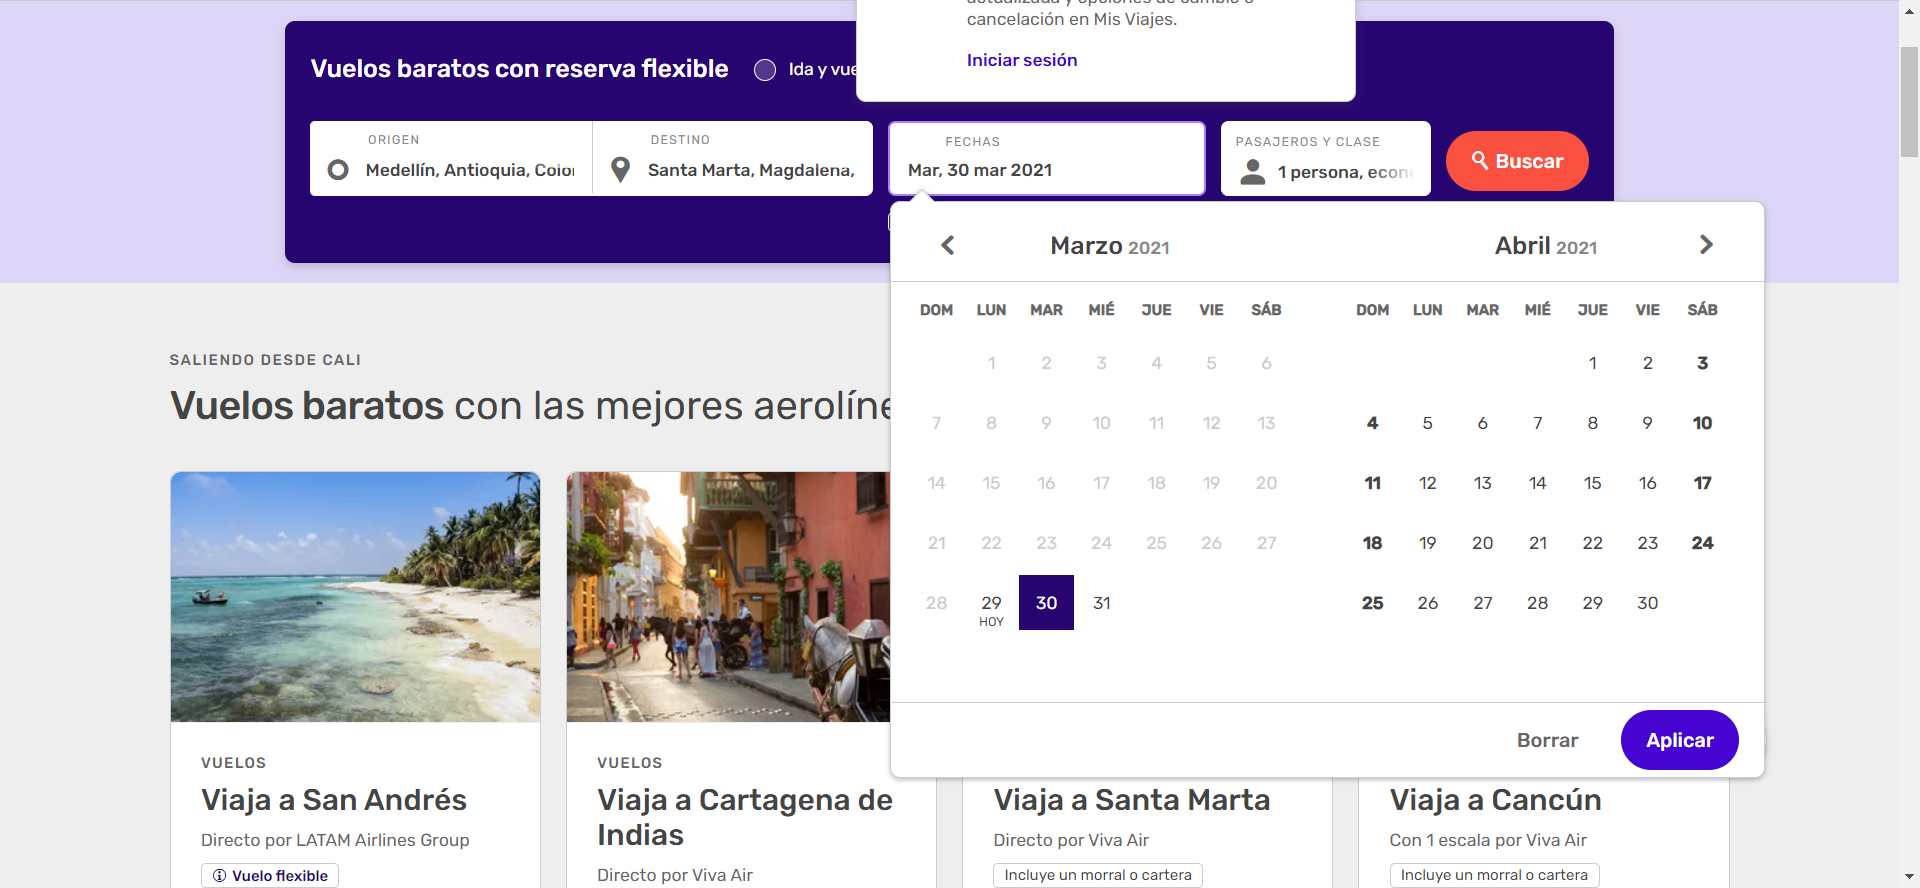 cancelación en Mis Viajes.
Iniciar sesión
Vuelos baratos con reserva flexible
Ida y vue
ORIGEN
Medellín, Antioquia, Color
DESTINO
Santa Marta, Magdalena,
FECHAS
Mar, 30 mar 2021
PASAJEROS Y CLASE
1 persona, econ
Buscar
Marzo 2021
DOM LUN MAR MIÉ JUE VIE SÁB
1 2 3 4 5 6
7 8 9 10 11 12 13
14 15 16 17 18 19 20
21 22 23 24 25 26 27
28 29 30 31
HOY
Abril 2021
DOM LUN MAR MIÉ JUE VIE SÁB
1 2 3
4 5 6 7 8 9 10
11 12 13 14 15 16 17
18 19 20 21 22 23 24
25 26 27 28 29 30
Borrar
Aplicar
SALIENDO DESDE CALI
Vuelos baratos con las mejores aerolíne
VUELOS
Viaja a San Andrés
Directo por LATAM Airlines Group
Vuelo flexible
VUELOS
Viaja a Cartagena de
Indias
Directo por Viva Air
Viaja a Santa Marta
Directo por Viva Air
Incluye un morral o cartera
Viaja a Cancún
Con 1 escala por Viva Air
Incluye un morral o cartera